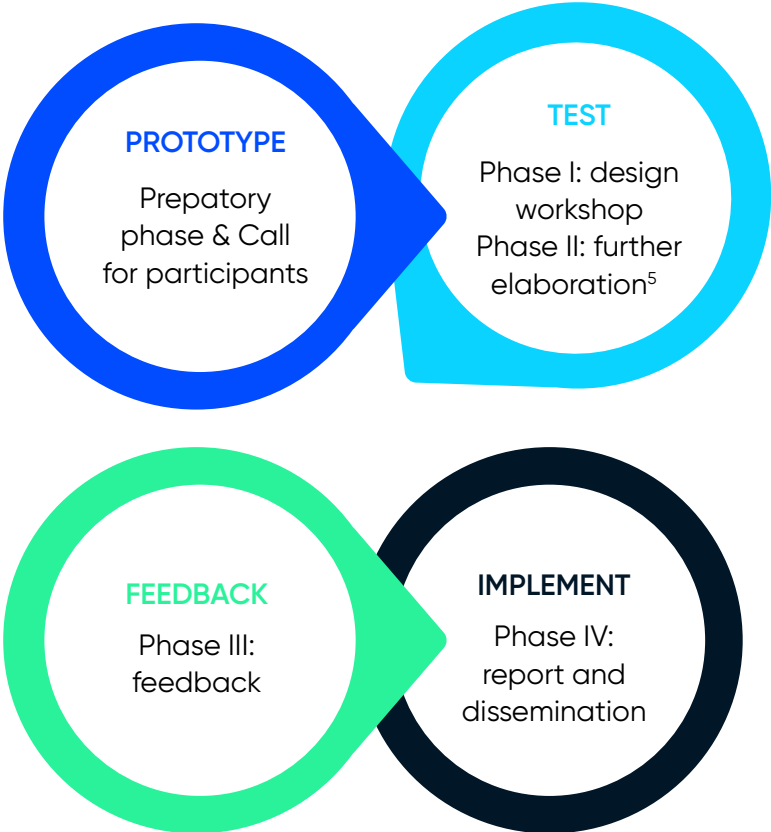 PROTOTYPE
Prepatory
phase & Call
for participants
TEST
Phase I: design
workshop
Phase II: further
elaboration⁵
FEEDBACK
Phase III:
feedback
IMPLEMENT
Phase IV:
report and
dissemination